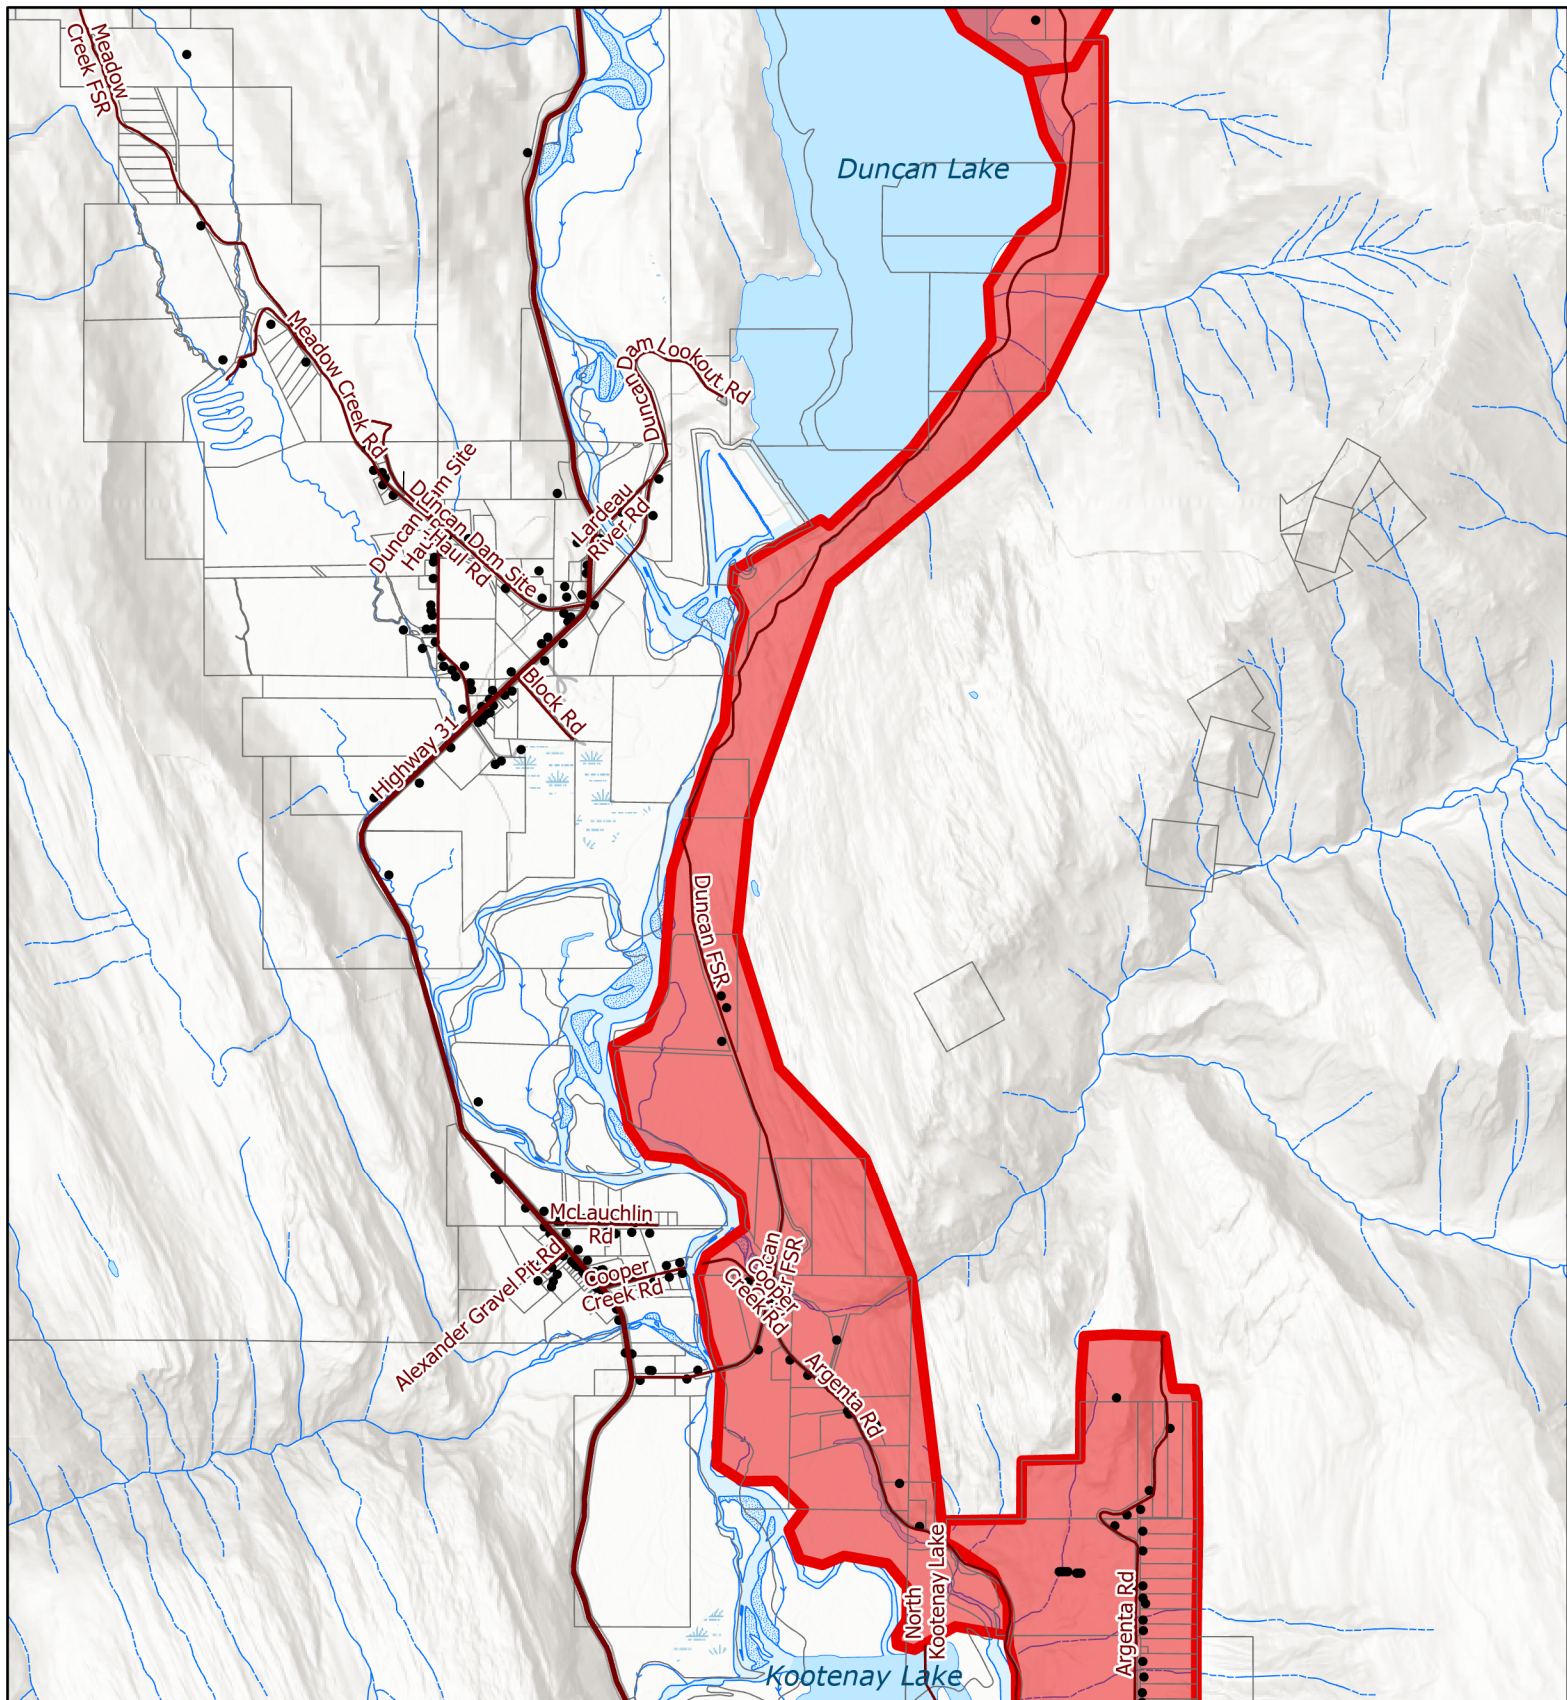 Meadow
Creek FSR
Duncan Lake
Meadow Creek Rd
Duncan Dam Lookout Rd
Duncan Dam Site
Haul Rd
Duncan Dam Site
Lardeau
River Rd
Block Rd
Highway 31
Duncan FSR
McLauchlin
Rd
Cooper
Creek Rd
Alexander Gravel Pit Rd
FSR
Cooper
Creek Rd
Argenta Rd
North
Kootenay Lake
Argenta Rd
Kootenay Lake